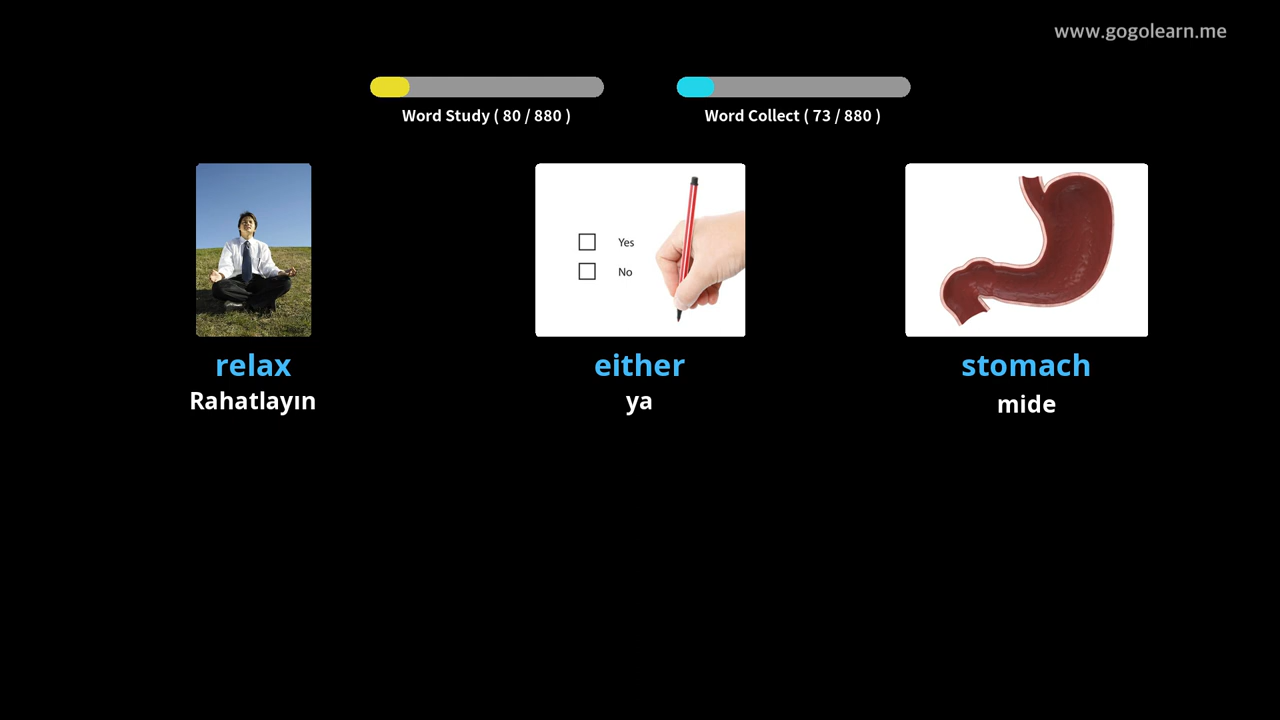 www.gogolearn.me
Word Study ( 80 / 880 )
Word Collect ( 73 / 880 )
Yes
No
relax
either
stomach
Rahatlayın
ya
mide